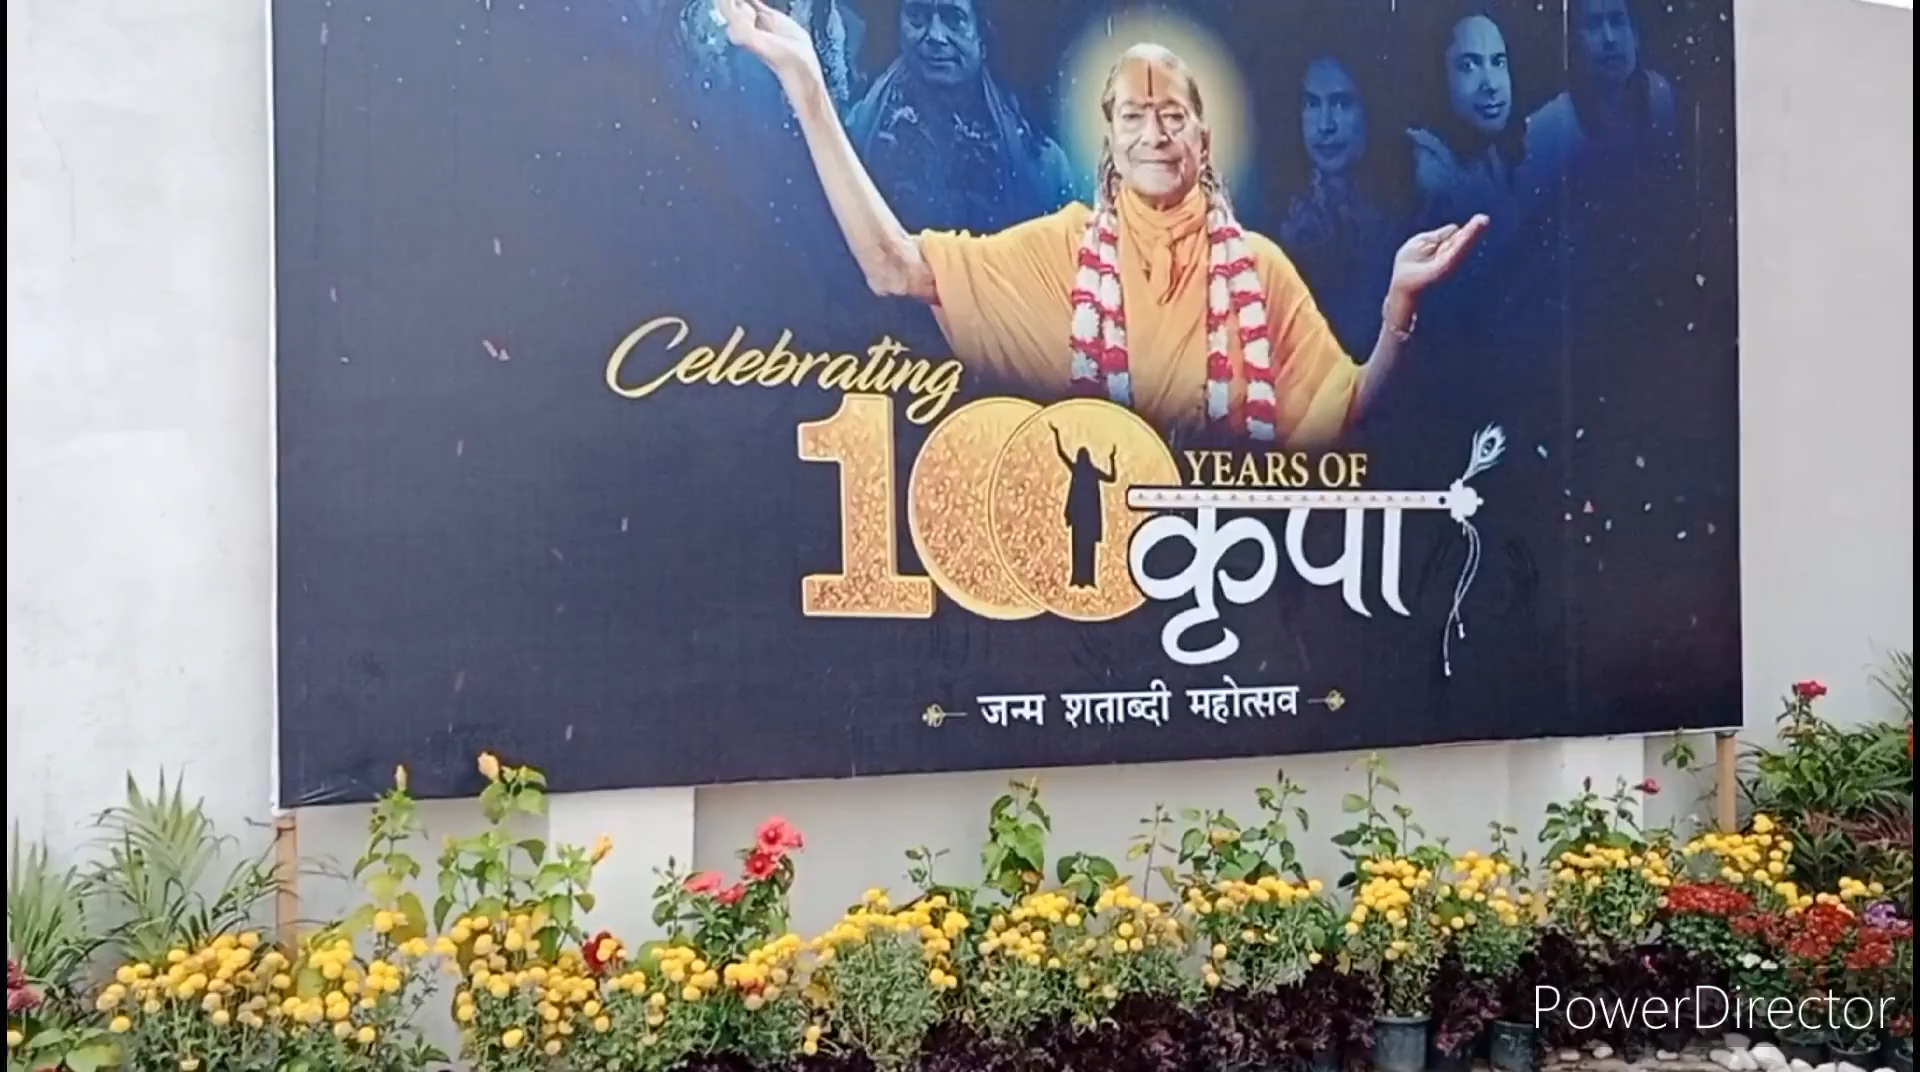 Celebrating
100 YEARS OF
कृपा
जन्म शताब्दी महोत्सव
PowerDirector